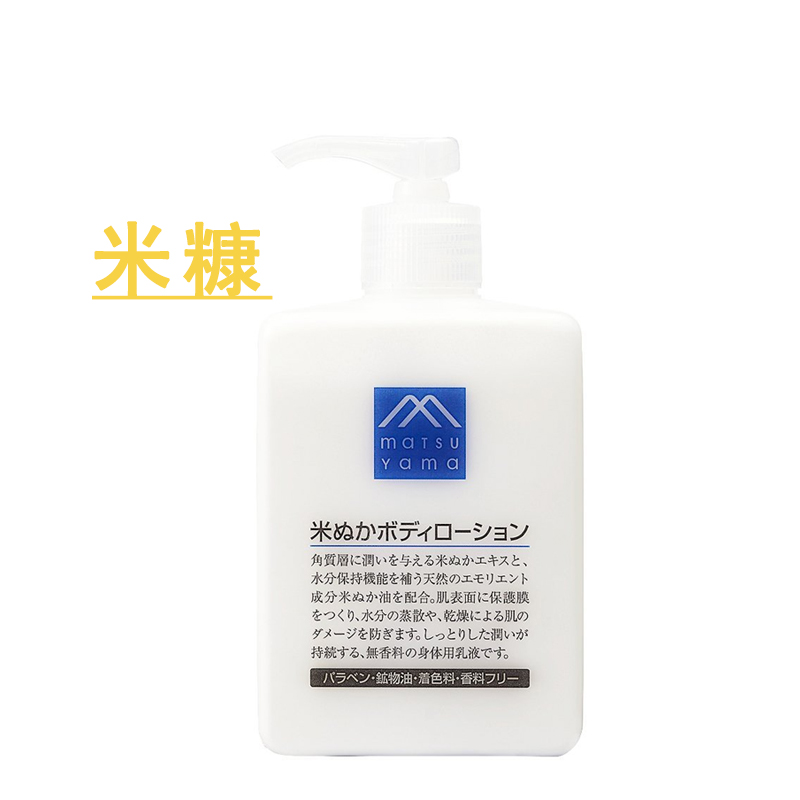 米糠
matsu
yama
米ぬかボディローション
角質層に潤いを与える米ぬかエキスと、
水分保持機能を補う天然のエモリエント
成分米ぬか油を配合。肌表面に保護膜
をつくり、水分の蒸散や、乾燥による肌の
ダメージを防ぎます。しっとりした潤いが
持続する、無香料の身体用乳液です。
パラベン・鉱物油・着色料・香料フリー